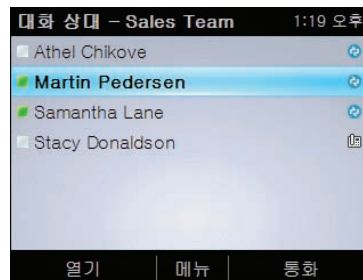 대화 상대 – Sales Team 1:19 오후
Athel Chikove
Martin Pedersen
Samantha Lane
Stacy Donaldson
열기 메뉴 통화